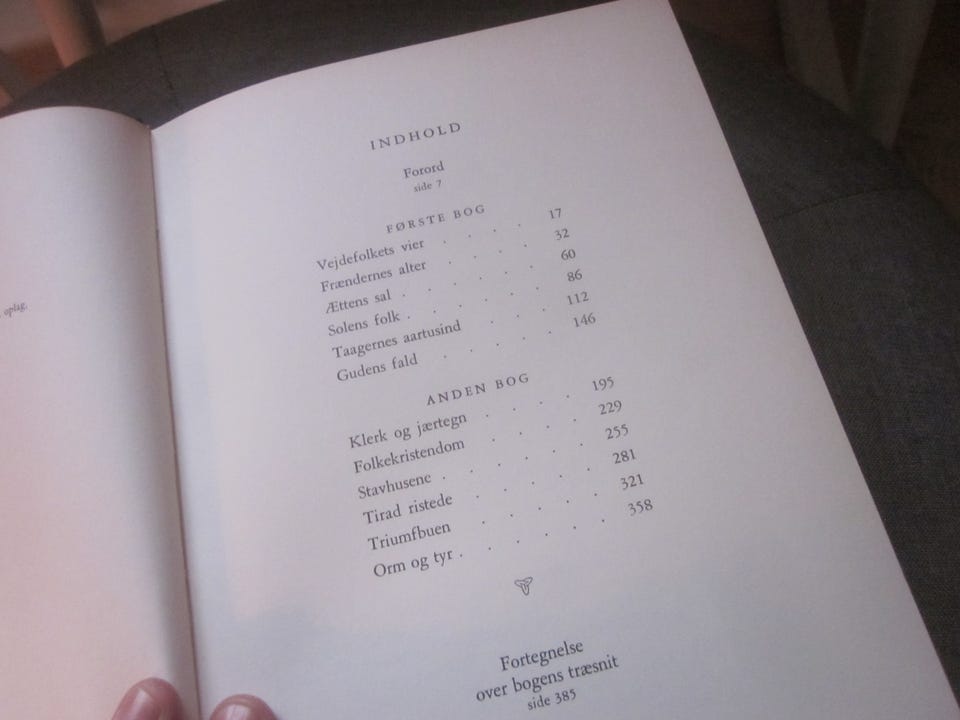 oplag.
INDHOLD
Forord
side 7
FØRSTE BOG
Vejdefolkets vier . . . . 17
Frændernes alter . . . . 32
Ættens sal . . . . . 60
Solens folk . . . . . 86
Taagernes aartusind . . . 112
Gudens fald . . . . . 146
ANDEN BOG
Klerk og jærtegn . . . . 195
Folkekristendom . . . . 229
Stavhusene . . . . . . 255
Tirad ristede . . . . . 281
Triumfbuen . . . . . 321
Orm og tyr . . . . . . 358
Fortegnelse
over bogens træsnit
side 385